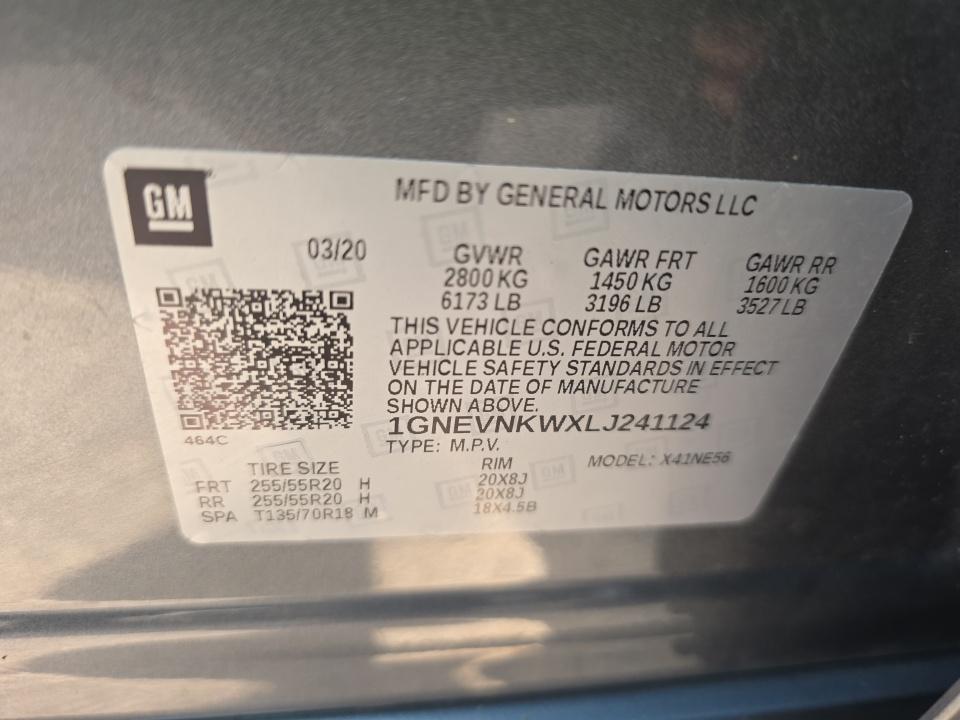 GM
MFD BY GENERAL MOTORS LLC
03/20 GVWR GAWR FRT GAWR RR
2800 KG 1450 KG 1600 KG
6173 LB 3196 LB 3527 LB
THIS VEHICLE CONFORMS TO ALL
APPLICABLE U.S. FEDERAL MOTOR
VEHICLE SAFETY STANDARDS IN EFFECT
ON THE DATE OF MANUFACTURE
SHOWN ABOVE.
1GNEVNKWXLJ241124
464C
TYPE: M.P.V. MODEL: X41NE56
TIRE SIZE RIM
FRT 255/55R20 H 20X8J
RR 255/55R20 H 20X8J
SPA T135/70R18 M 18X4.5B